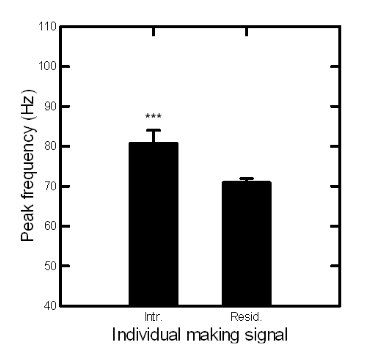 110
100
90
80
70
60
50
40
Peak frequency (Hz)
***
Intr.
Resid.
Individual making signal